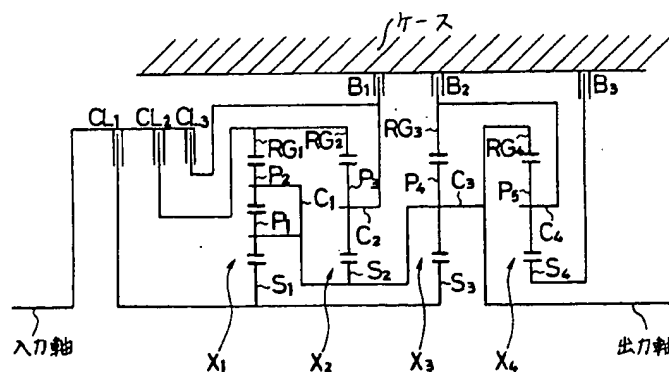 ケース
B1 B2 B3
CL1 CL2 CL3
RG1 RG2 RG3 RG4
P2 P3 P4 P5
P1 C1 C2 C3 C4
S1 S2 S3 S4
入力軸 X1 X2 X3 X4 出力軸